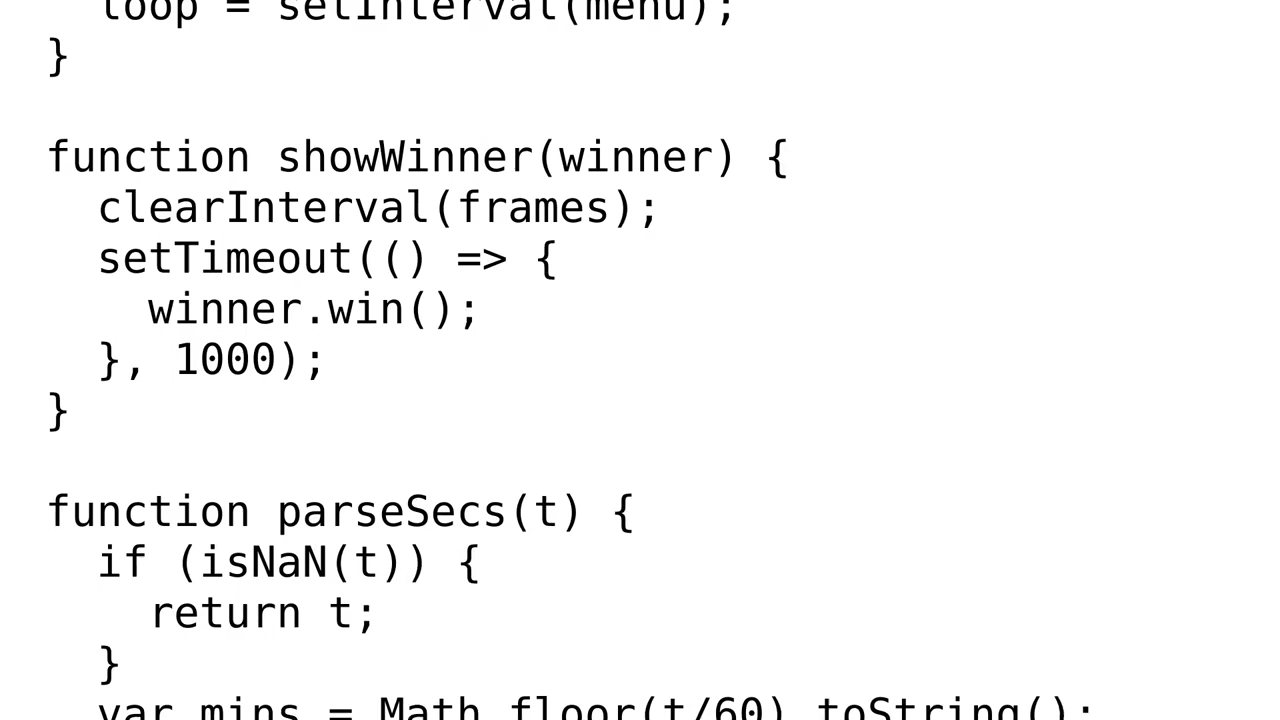 loop = setInterval(menu);
}

function showWinner(winner) {
  clearInterval(frames);
  setTimeout(() => {
    winner.win();
  }, 1000);
}

function parseSecs(t) {
  if (isNaN(t)) {
    return t;
  }
  var mins = Math.floor(t/60).toString();